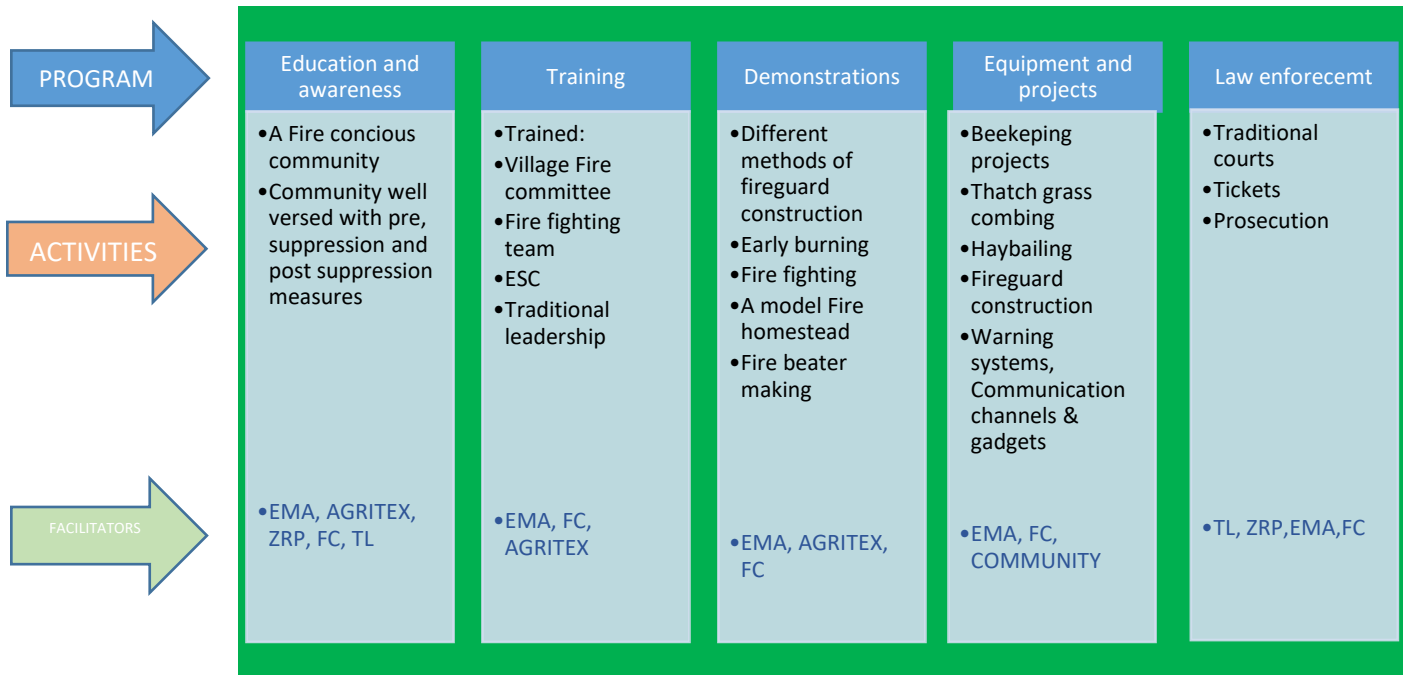 PROGRAM
Education and
awareness
Training
Demonstrations
Equipment and
projects
Law enforecemt
ACTIVITIES
•A Fire concious
community
•Community well
versed with pre,
suppression and
post suppression
measures
•Trained:
•Village Fire
committee
•Fire fighting
team
•ESC
•Traditional
leadership
•Different
methods of
fireguard
construction
•Early burning
•Fire fighting
•A model Fire
homestead
•Fire beater
making
•Beekeping
projects
•Thatch grass
combing
•Haybailing
•Fireguard
construction
•Warning
systems,
Communication
channels &
gadgets
•Traditional
courts
•Tickets
•Prosecution
FACILITATORS
•EMA, AGRITEX,
ZRP, FC, TL
•EMA, FC,
AGRITEX
•EMA, AGRITEX,
FC
•EMA, FC,
COMMUNITY
•TL, ZRP,EMA,FC